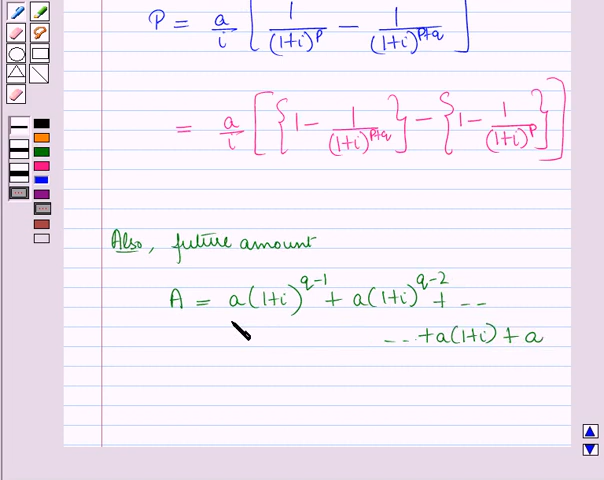 P = a/i [ 1/(1+i)^p − 1/(1+i)^{p+q} ]
= a/i [ { 1 − 1/(1+i)^{p+q} } − { 1 − 1/(1+i)^p } ]
Also, future amount
A = a(1+i)^{q-1} + a(1+i)^{q-2} + --
--. +a(1+i) + a